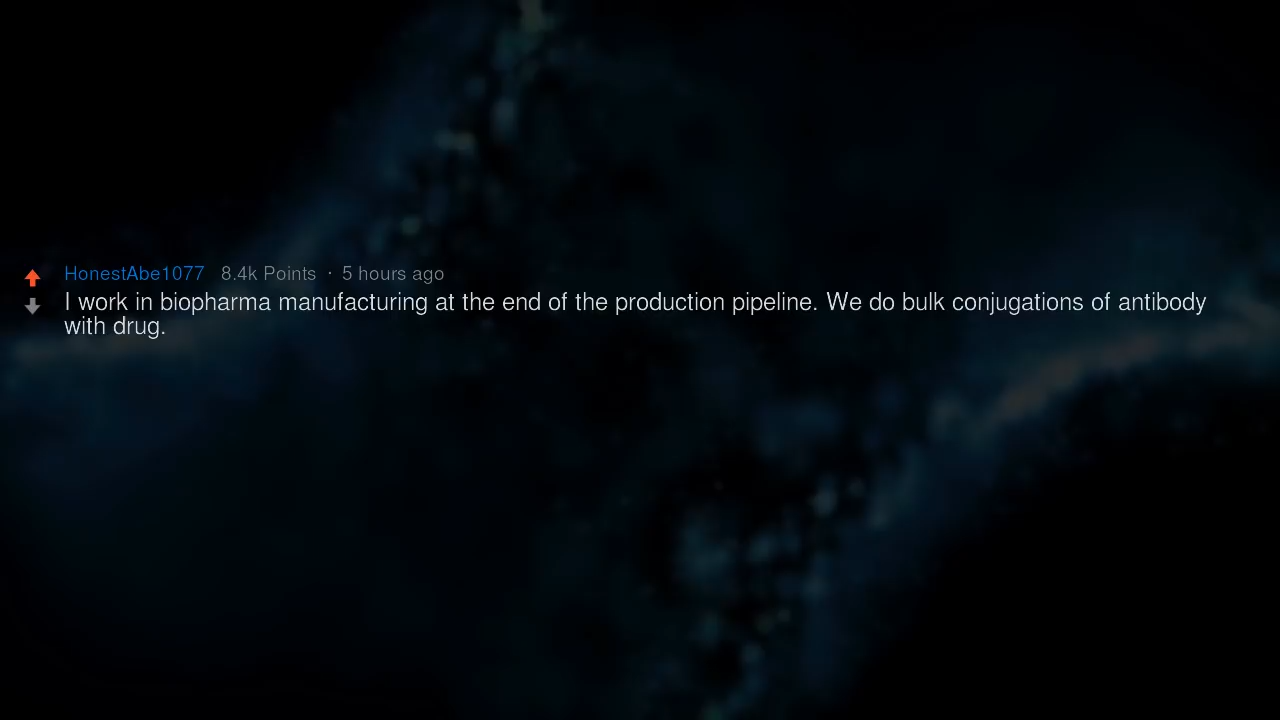 HonestAbe1077 8.4k Points · 5 hours ago
I work in biopharma manufacturing at the end of the production pipeline. We do bulk conjugations of antibody
with drug.